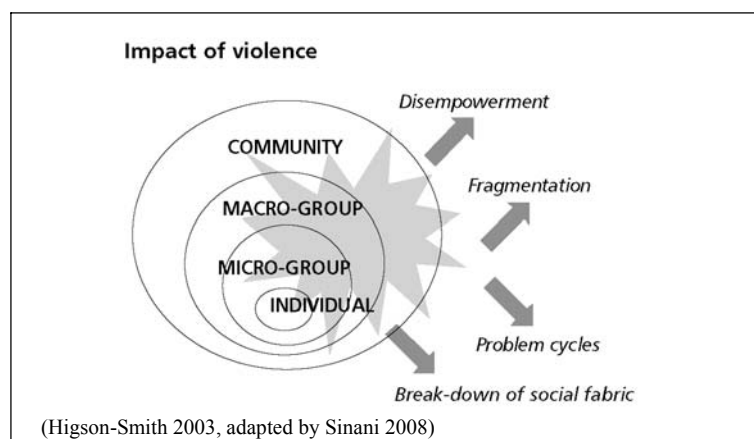 Impact of violence
Disempowerment
COMMUNITY
Fragmentation
MACRO-GROUP
MICRO-GROUP
INDIVIDUAL
Problem cycles
Break-down of social fabric
(Higson-Smith 2003, adapted by Sinani 2008)